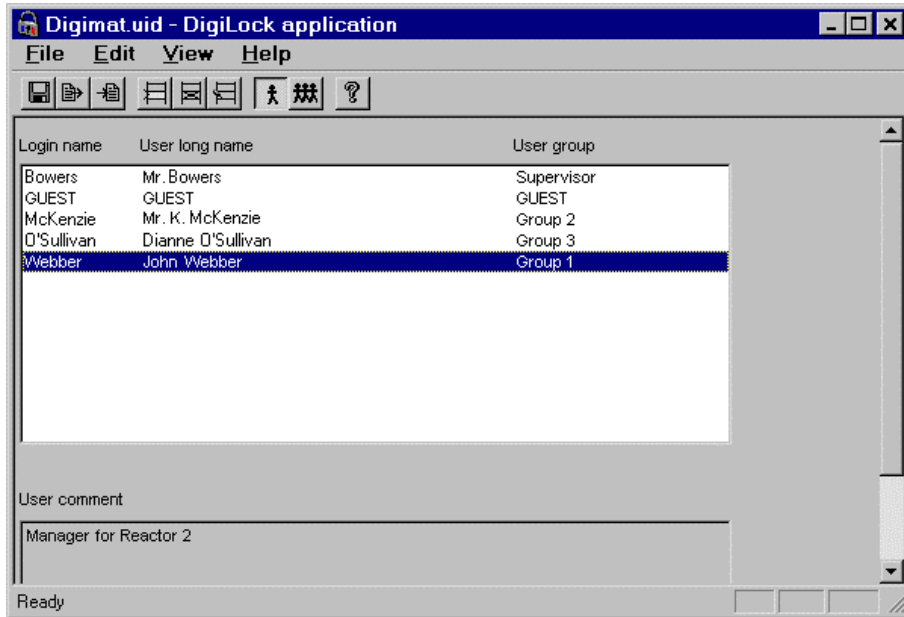 Digimat.uid - DigiLock application
File Edit View Help
Login name User long name User group
Bowers Mr. Bowers Supervisor
GUEST GUEST GUEST
McKenzie Mr. K. McKenzie Group 2
O'Sullivan Dianne O'Sullivan Group 3
Webber John Webber Group 1
User comment
Manager for Reactor 2
Ready